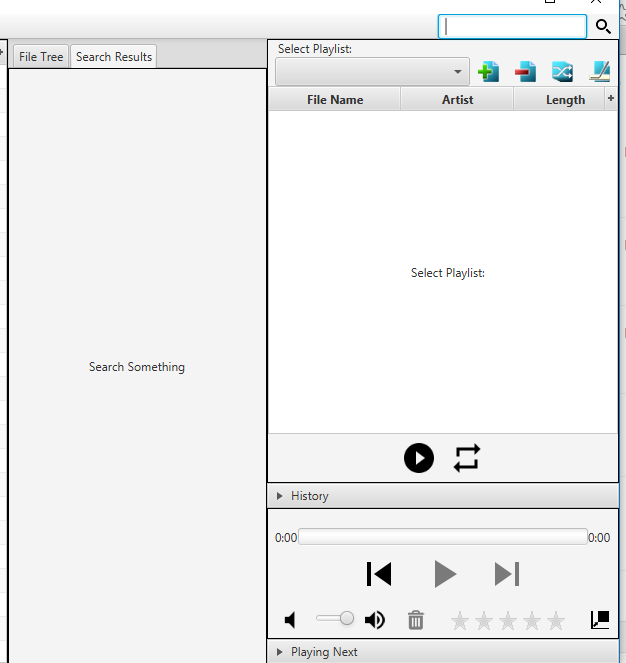 File Tree
Search Results
Search Something
Select Playlist:
File Name
Artist
Length
+
Select Playlist:
History
0:00
0:00
Playing Next